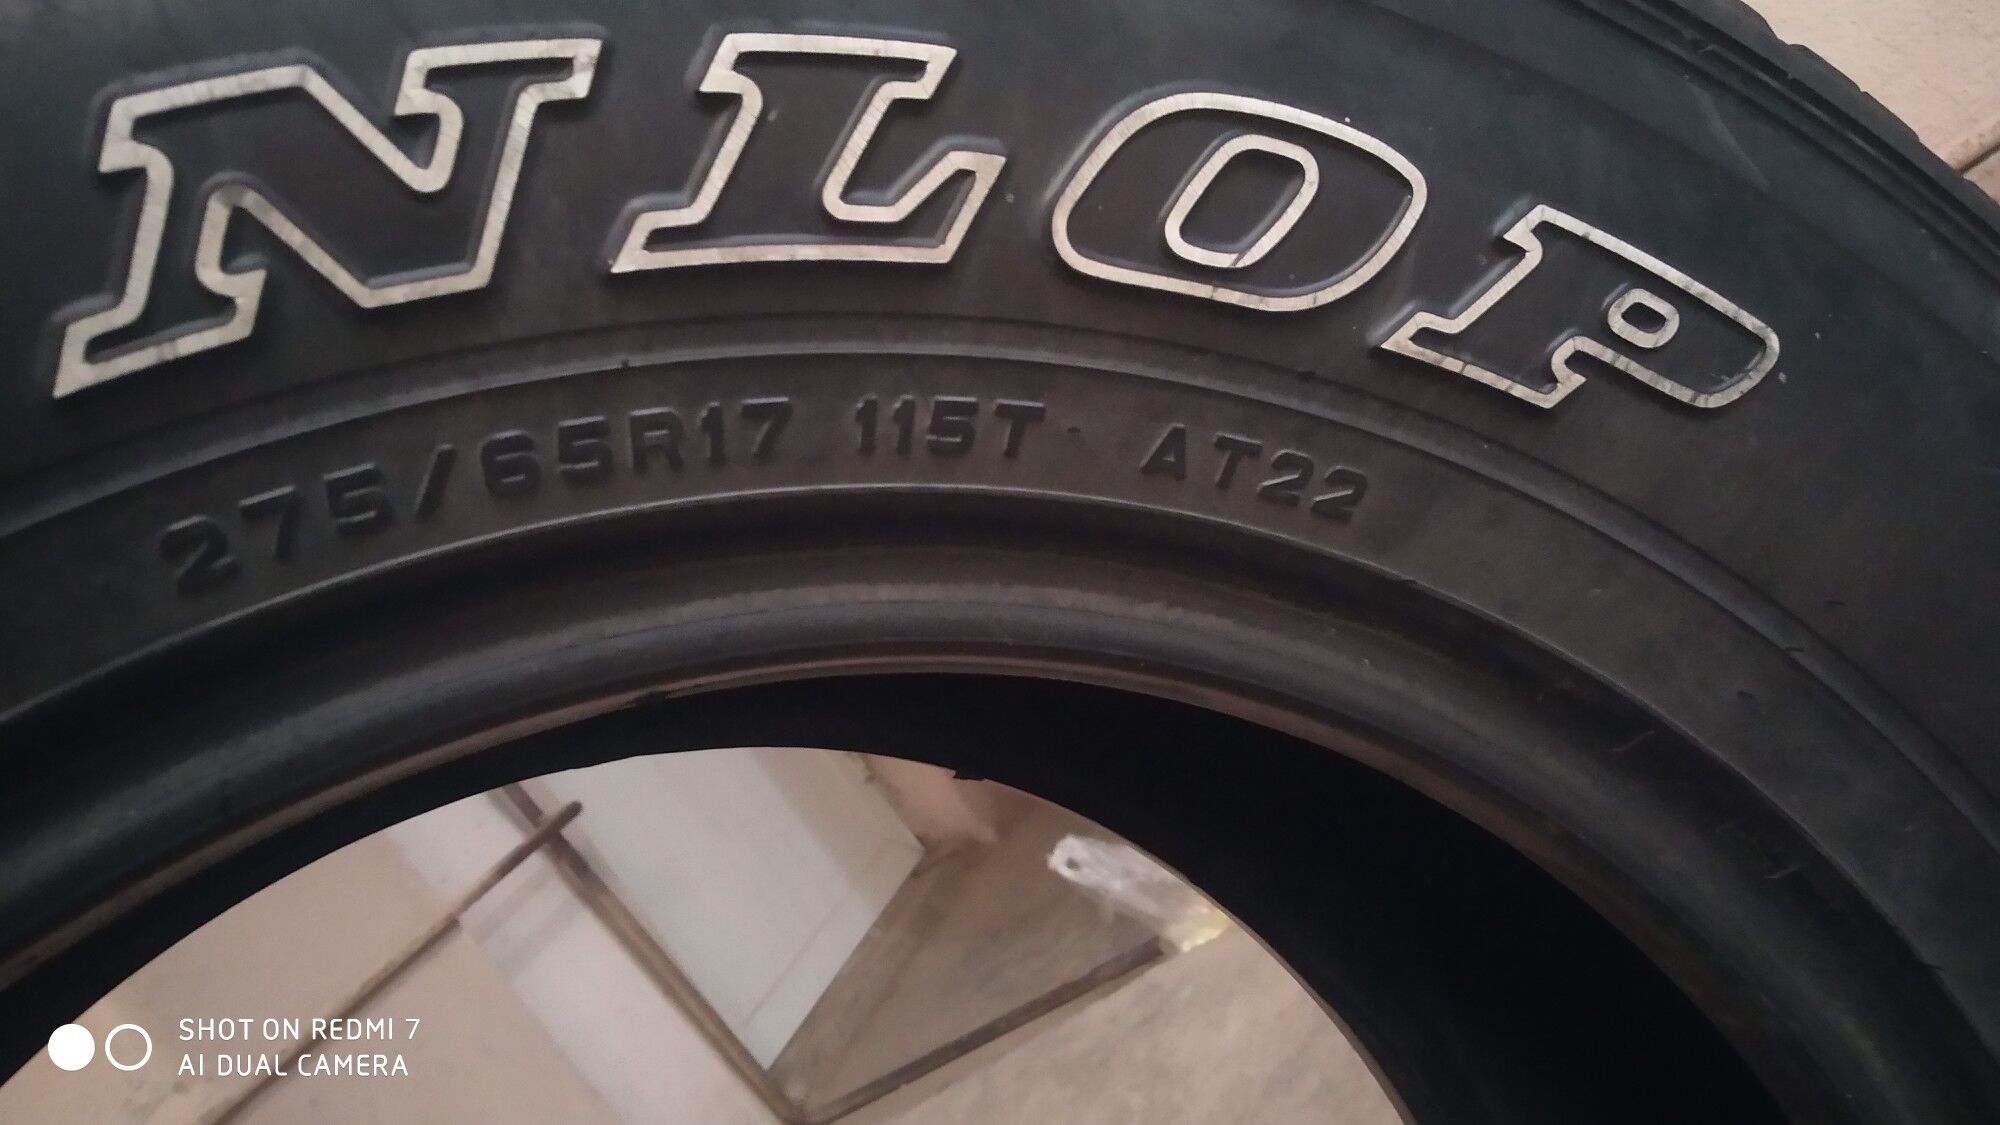 NLOP
275/65R17 115T AT22
SHOT ON REDMI 7
AI DUAL CAMERA